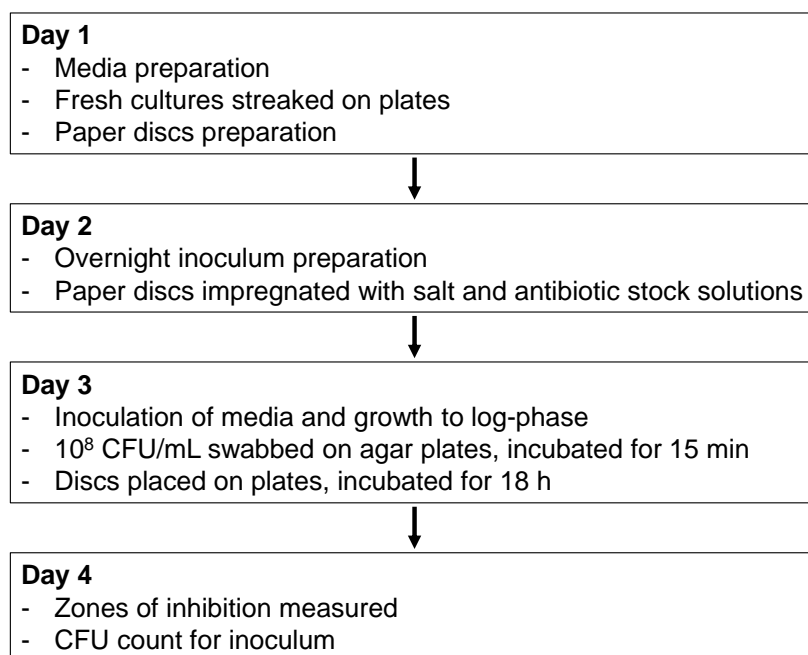 Day 1
- Media preparation
- Fresh cultures streaked on plates
- Paper discs preparation
Day 2
- Overnight inoculum preparation
- Paper discs impregnated with salt and antibiotic stock solutions
Day 3
- Inoculation of media and growth to log-phase
- 10⁸ CFU/mL swabbed on agar plates, incubated for 15 min
- Discs placed on plates, incubated for 18 h
Day 4
- Zones of inhibition measured
- CFU count for inoculum